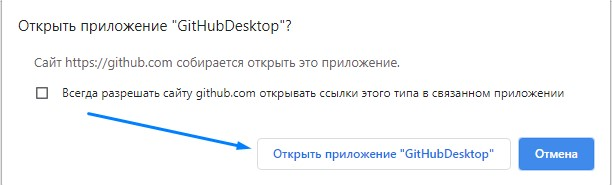 Открыть приложение "GitHubDesktop"?
Сайт https://github.com собирается открыть это приложение.
Всегда разрешать сайту github.com открывать ссылки этого типа в связанном приложении
Открыть приложение "GitHubDesktop"
Отмена